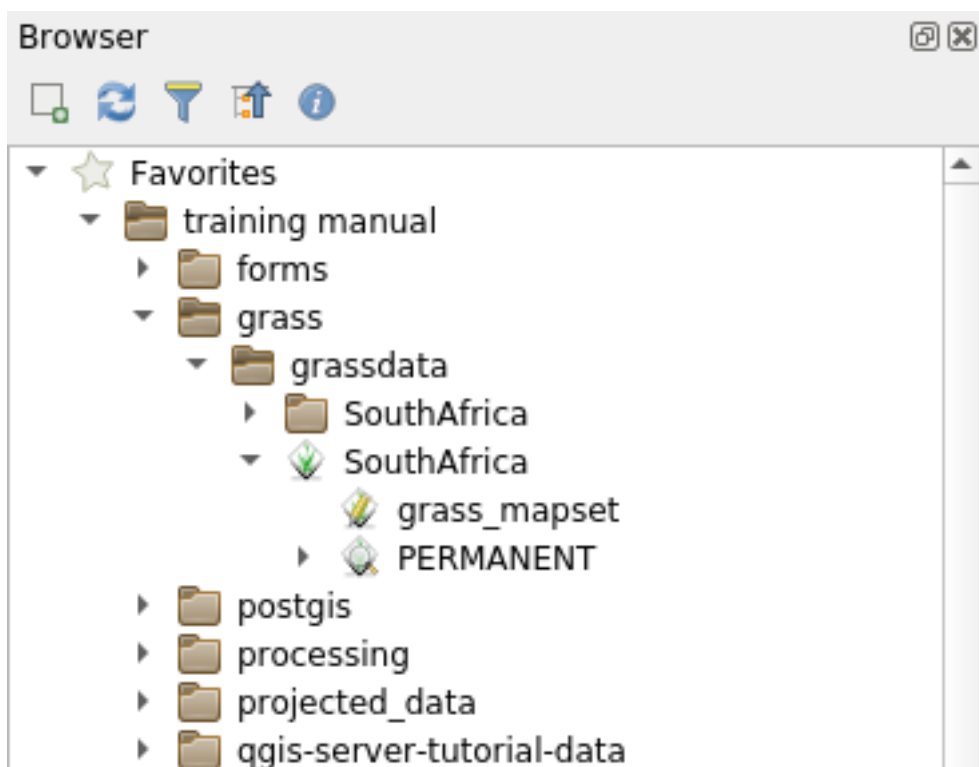 Browser
Favorites
training manual
forms
grass
grassdata
SouthAfrica
SouthAfrica
grass_mapset
PERMANENT
postgis
processing
projected_data
qgis-server-tutorial-data